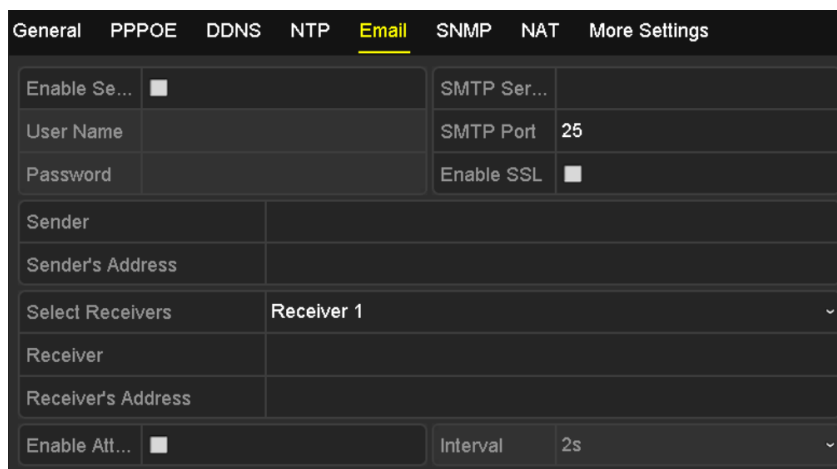 General PPPOE DDNS NTP Email SNMP NAT More Settings
Enable Se... SMTP Ser...
User Name SMTP Port 25
Password Enable SSL
Sender
Sender's Address
Select Receivers Receiver 1
Receiver
Receiver's Address
Enable Att... Interval 2s